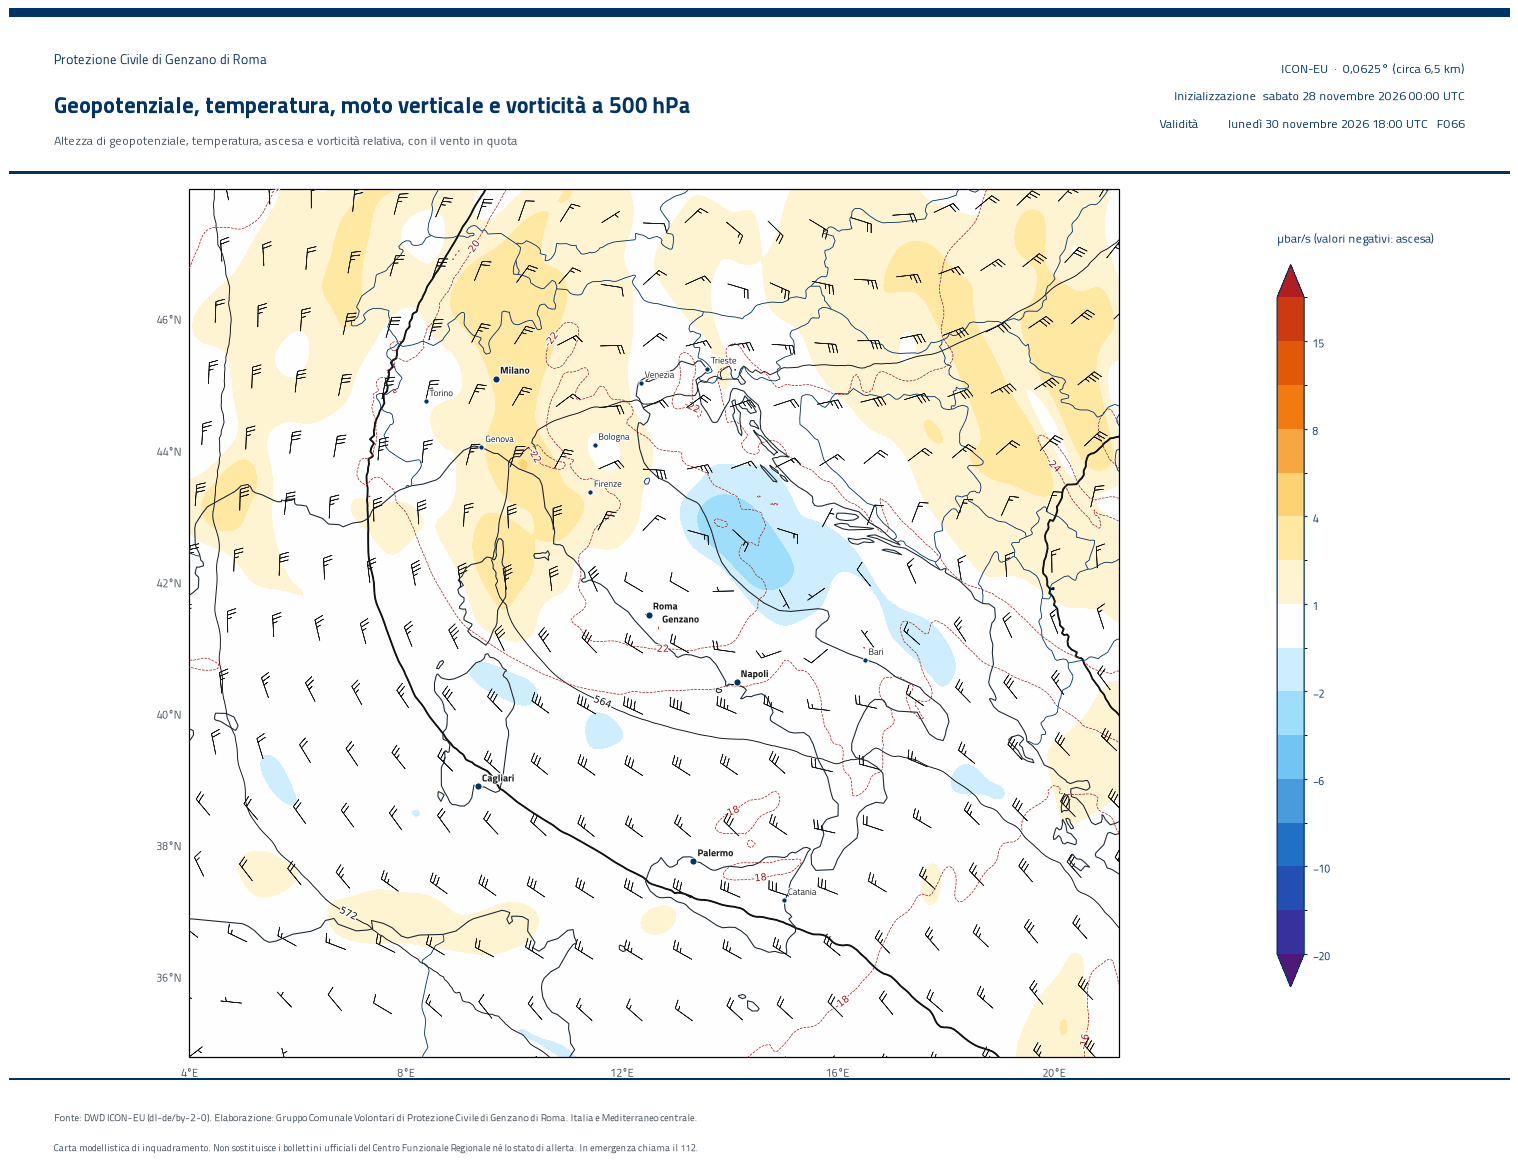 Protezione Civile di Genzano di Roma
Geopotenziale, temperatura, moto verticale e vorticità a 500 hPa
Altezza di geopotenziale, temperatura, ascesa e vorticità relativa, con il vento in quota
ICON-EU · 0,0625° (circa 6,5 km)
Inizializzazione sabato 28 novembre 2026 00:00 UTC
Validità lunedì 30 novembre 2026 18:00 UTC F066
µbar/s (valori negativi: ascesa)
15
8
4
1
−2
−6
−10
−20
46°N
44°N
42°N
40°N
38°N
36°N
4°E
8°E
12°E
16°E
20°E
-20
-22
Trieste
Milano
Venezia
Torino
-22
Bologna
Genova
-22
-24
Firenze
Roma
Genzano
-22
Bari
Napoli
564
Cagliari
-18
Palermo
-18
Catania
572
-18
-16
Fonte: DWD ICON-EU (dl-de/by-2-0). Elaborazione: Gruppo Comunale Volontari di Protezione Civile di Genzano di Roma. Italia e Mediterraneo centrale.
Carta modellistica di inquadramento. Non sostituisce i bollettini ufficiali del Centro Funzionale Regionale né lo stato di allerta. In emergenza chiama il 112.